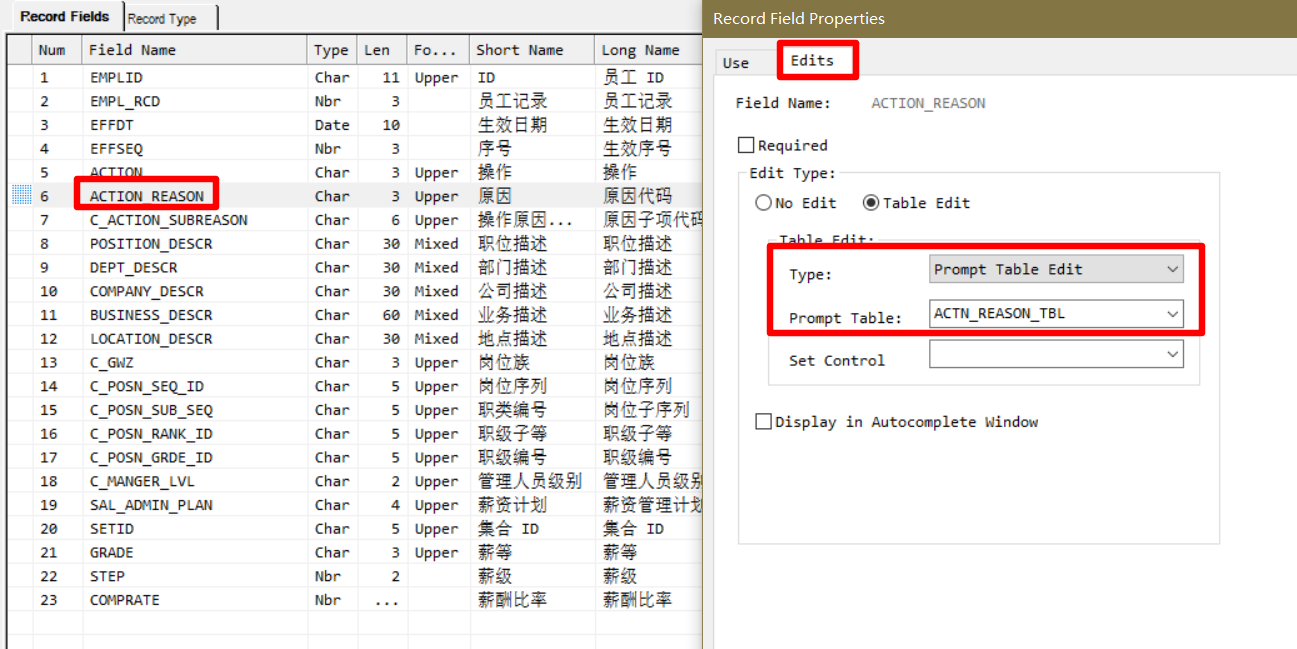 Record Fields Record Type
Num Field Name Type Len Fo... Short Name Long Name
1 EMPLID Char 11 Upper ID 员工 ID
2 EMPL_RCD Nbr 3 员工记录 员工记录
3 EFFDT Date 10 生效日期 生效日期
4 EFFSEQ Nbr 3 序号 生效序号
5 ACTION Char 3 Upper 操作 操作
6 ACTION_REASON Char 3 Upper 原因 原因代码
7 C_ACTION_SUBREASON Char 6 Upper 操作原因... 原因子项代码
8 POSITION_DESCR Char 30 Mixed 职位描述 职位描述
9 DEPT_DESCR Char 30 Mixed 部门描述 部门描述
10 COMPANY_DESCR Char 30 Mixed 公司描述 公司描述
11 BUSINESS_DESCR Char 60 Mixed 业务描述 业务描述
12 LOCATION_DESCR Char 30 Mixed 地点描述 地点描述
13 C_GWZ Char 3 Upper 岗位族 岗位族
14 C_POSN_SEQ_ID Char 5 Upper 岗位序列 岗位序列
15 C_POSN_SUB_SEQ Char 5 Upper 职类编号 岗位子序列
16 C_POSN_RANK_ID Char 5 Upper 职级子等 职级子等
17 C_POSN_GRDE_ID Char 5 Upper 职级编号 职级编号
18 C_MANGER_LVL Char 2 Upper 管理人员级别 管理人员级别
19 SAL_ADMIN_PLAN Char 4 Upper 薪资计划 薪资管理计划
20 SETID Char 5 Upper 集合 ID 集合 ID
21 GRADE Char 3 Upper 薪等 薪等
22 STEP Nbr 2 薪级 薪级
23 COMPRATE Nbr ... 薪酬比率 薪酬比率
Record Field Properties
Use Edits
Field Name: ACTION_REASON
Required
Edit Type:
No Edit Table Edit
Table Edit:
Type: Prompt Table Edit
Prompt Table: ACTN_REASON_TBL
Set Control
Display in Autocomplete Window